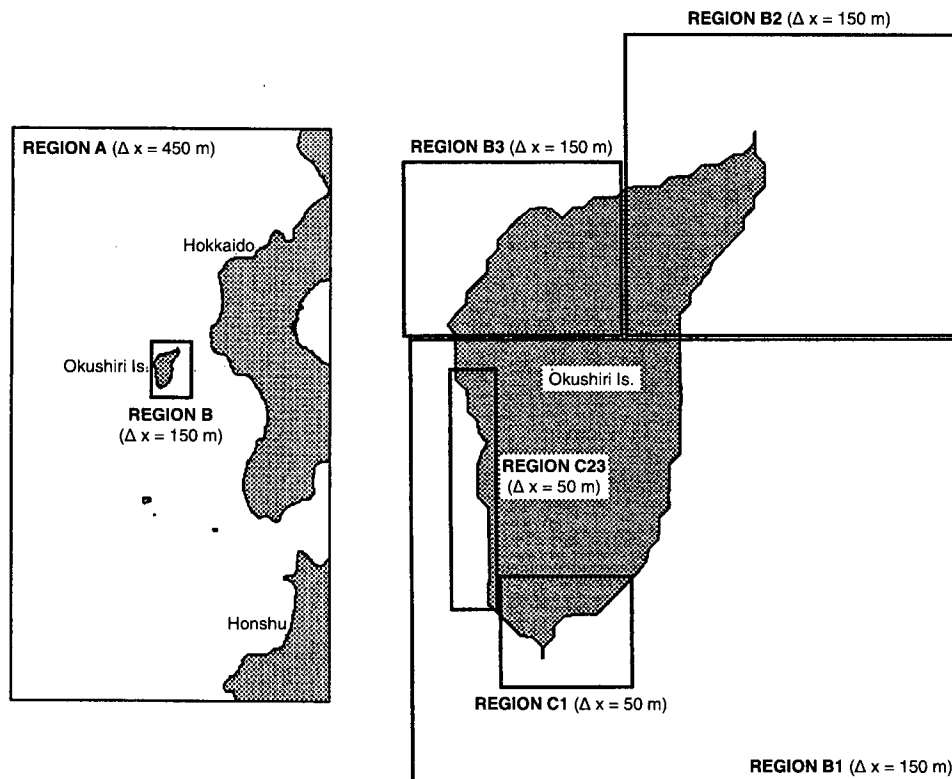 REGION B2 (Δ x = 150 m)
REGION A (Δ x = 450 m)
REGION B3 (Δ x = 150 m)
Hokkaido
Okushiri Is.
REGION B
(Δ x = 150 m)
Okushiri Is.
REGION C23
(Δ x = 50 m)
Honshu
REGION C1 (Δ x = 50 m)
REGION B1 (Δ x = 150 m)